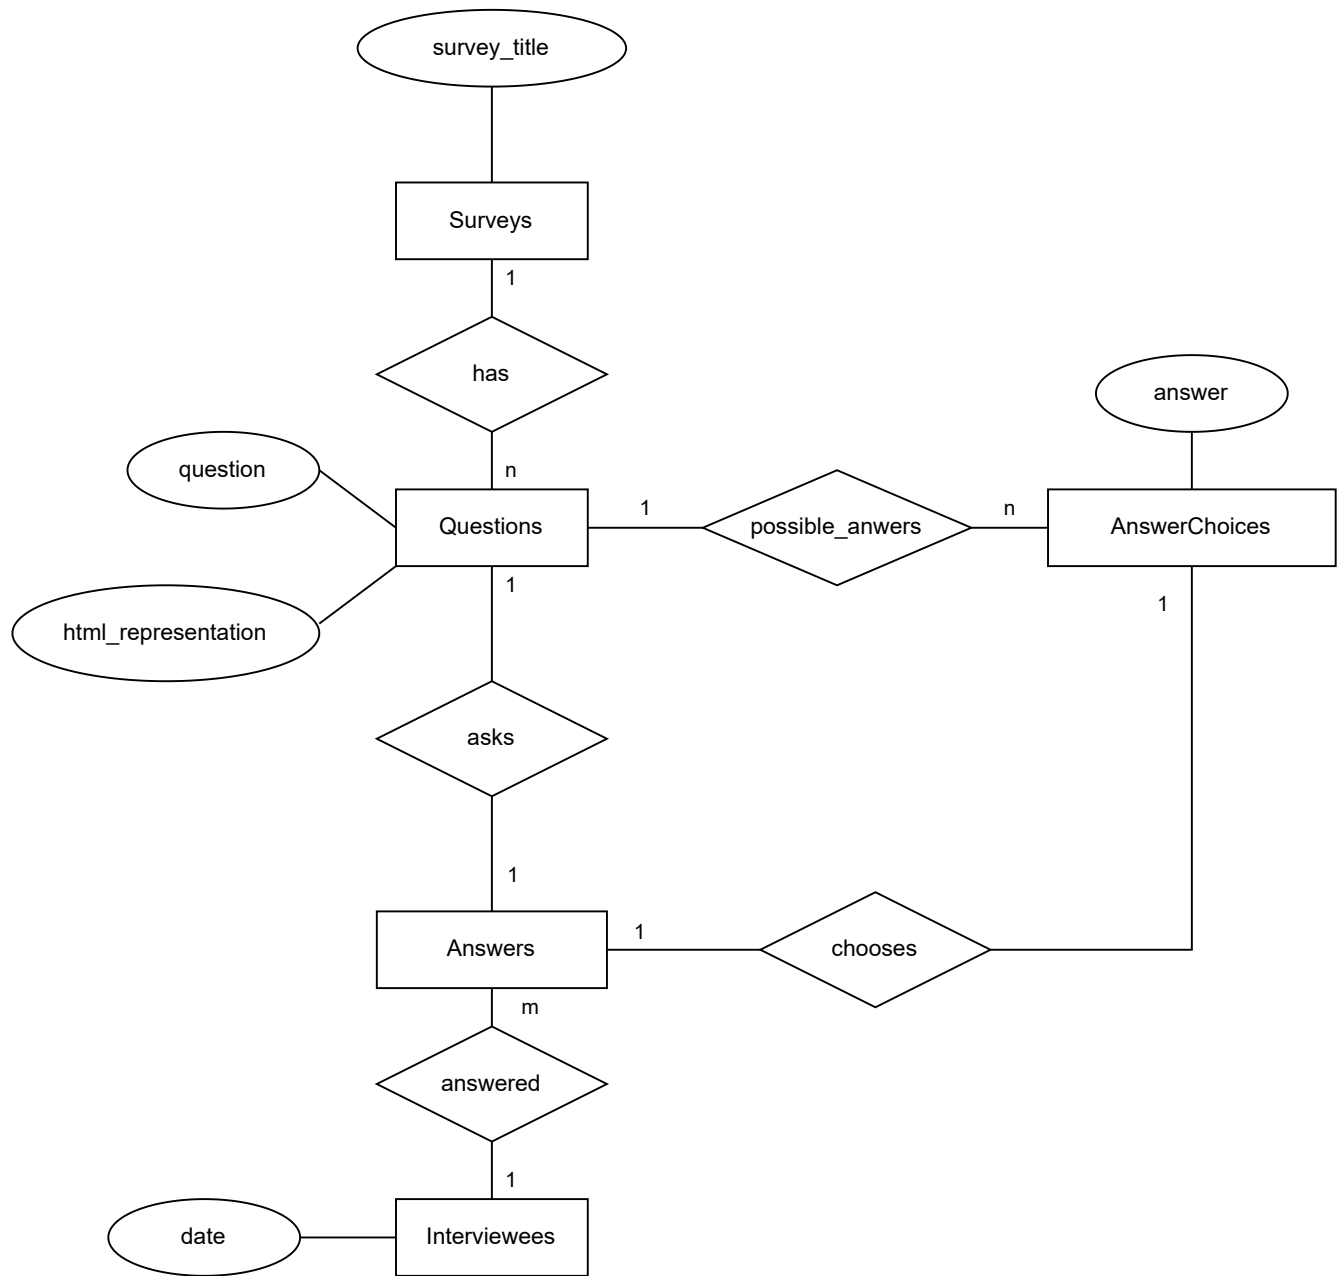 survey_title
Surveys
1
has
answer
question
n
Questions
1
possible_anwers
n
AnswerChoices
1
1
html_representation
asks
1
Answers
1
chooses
m
answered
1
date
Interviewees